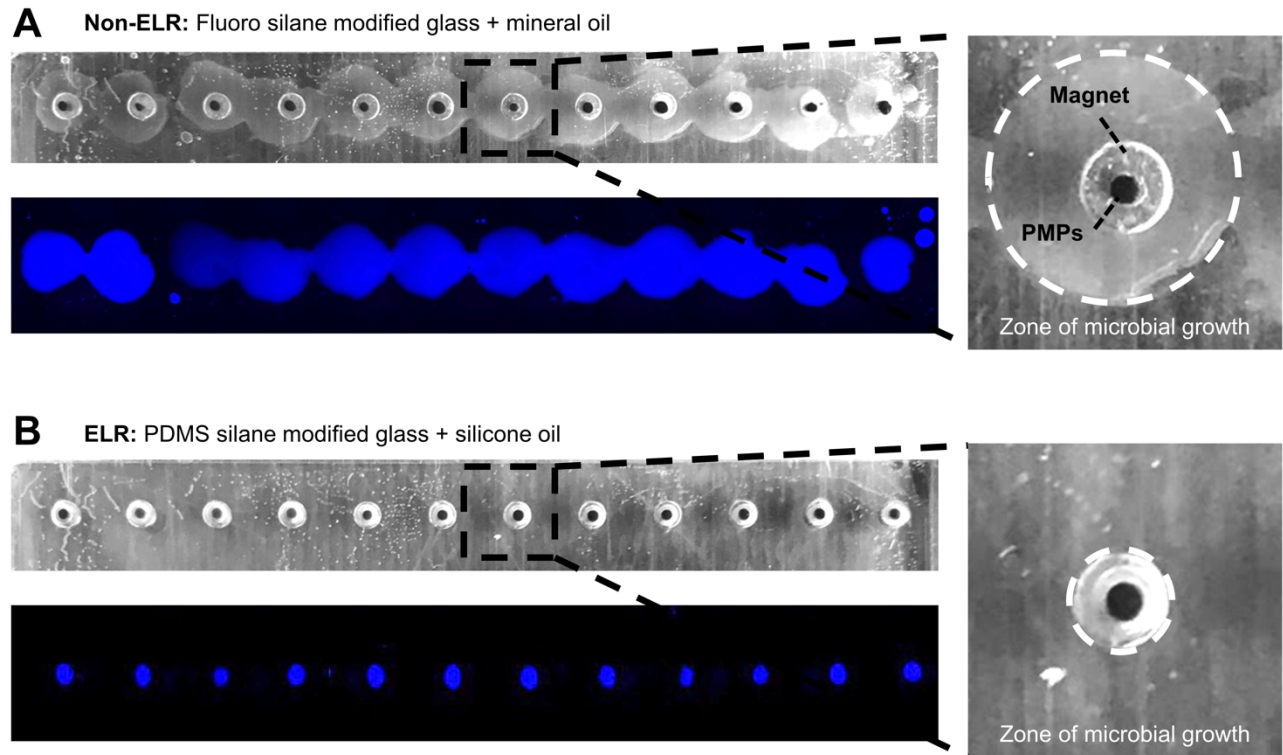 A
Non-ELR: Fluoro silane modified glass + mineral oil
Magnet
PMPs
Zone of microbial growth
B
ELR: PDMS silane modified glass + silicone oil
Zone of microbial growth